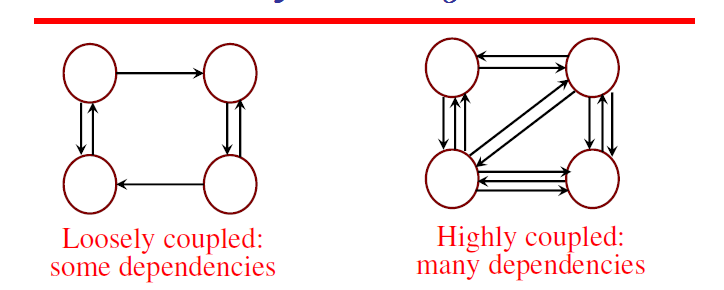 Loosely coupled:
some dependencies
Highly coupled:
many dependencies